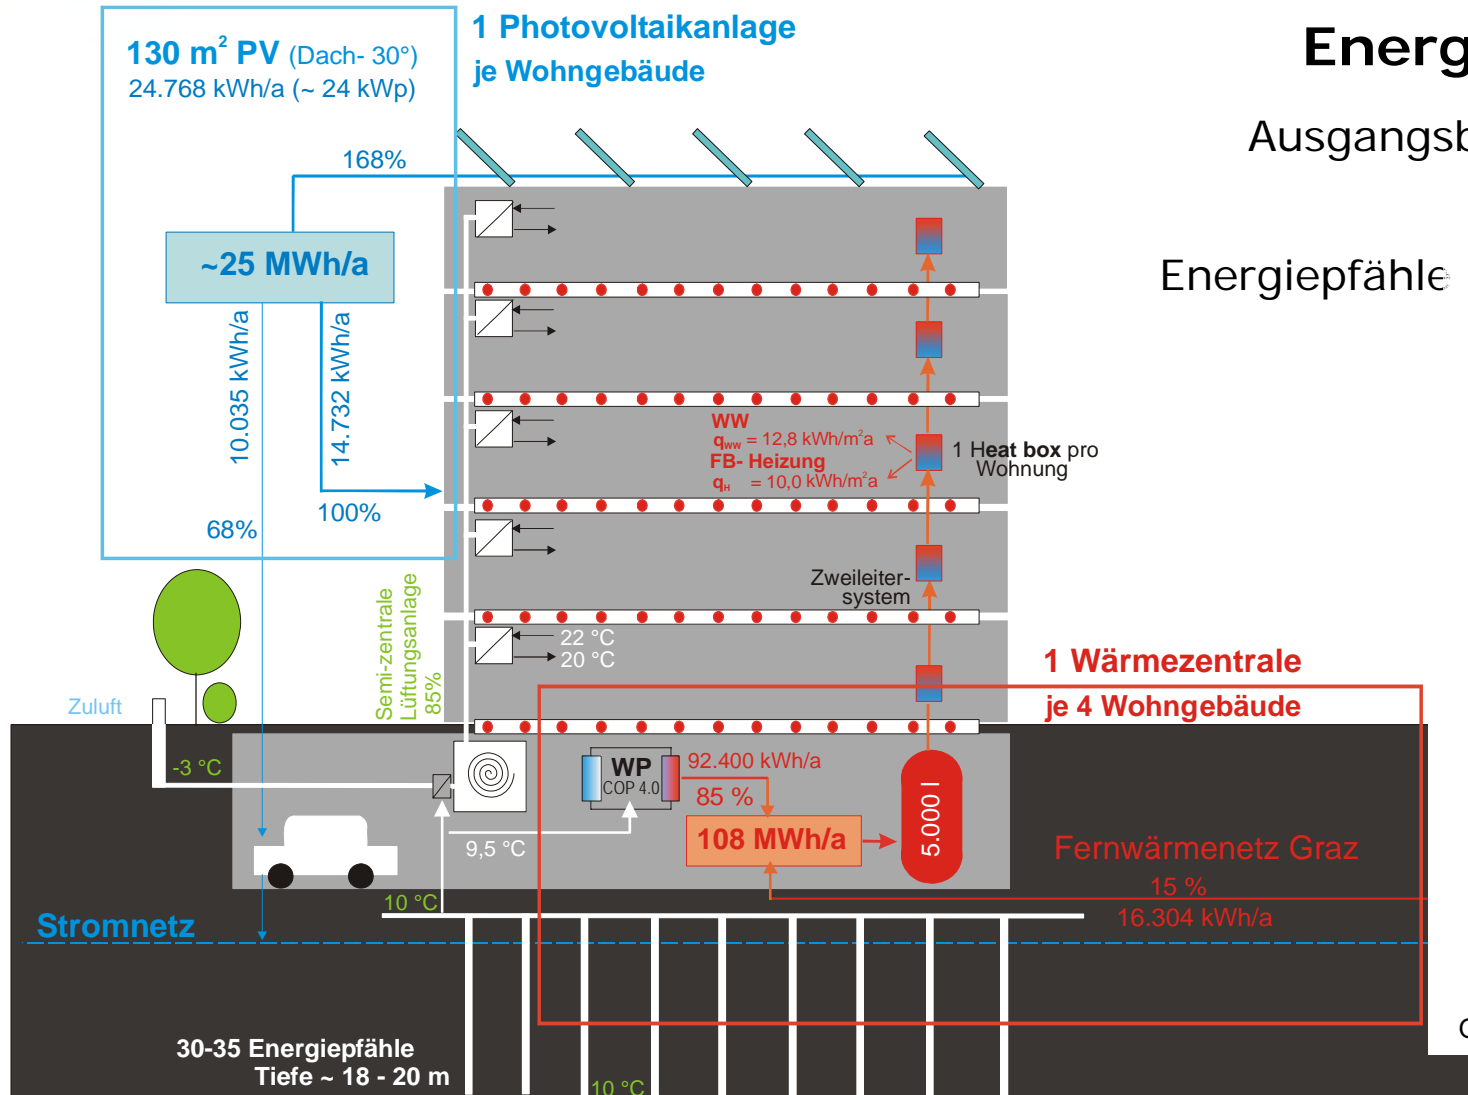 1 Photovoltaikanlage
je Wohngebäude
130 m² PV (Dach- 30°)
24.768 kWh/a (~ 24 kWp)
168%
~25 MWh/a
10.035 kWh/a
14.732 kWh/a
100%
68%
Ausgangsb
Energiepfähle
WW
qww = 12,8 kWh/m²a
FB- Heizung
qH = 10,0 kWh/m²a
1 Heat box pro
Wohnung
Zweileiter-
system
Semi-zentrale
Lüftungsanlage
85%
22 °C
20 °C
1 Wärmezentrale
je 4 Wohngebäude
Zuluft
-3 °C
WP
COP 4.0
92.400 kWh/a
85 %
108 MWh/a
5.000 l
9,5 °C
10 °C
Fernwärmenetz Graz
15 %
16.304 kWh/a
Stromnetz
30-35 Energiepfähle
Tiefe ~ 18 - 20 m
10 °C